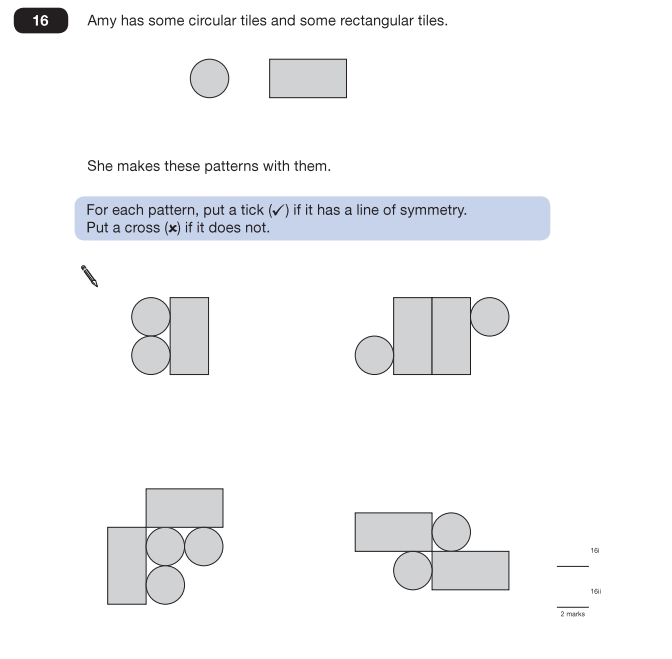 16
Amy has some circular tiles and some rectangular tiles.
She makes these patterns with them.
For each pattern, put a tick (✓) if it has a line of symmetry.
Put a cross (✘) if it does not.
16i
16ii
2 marks